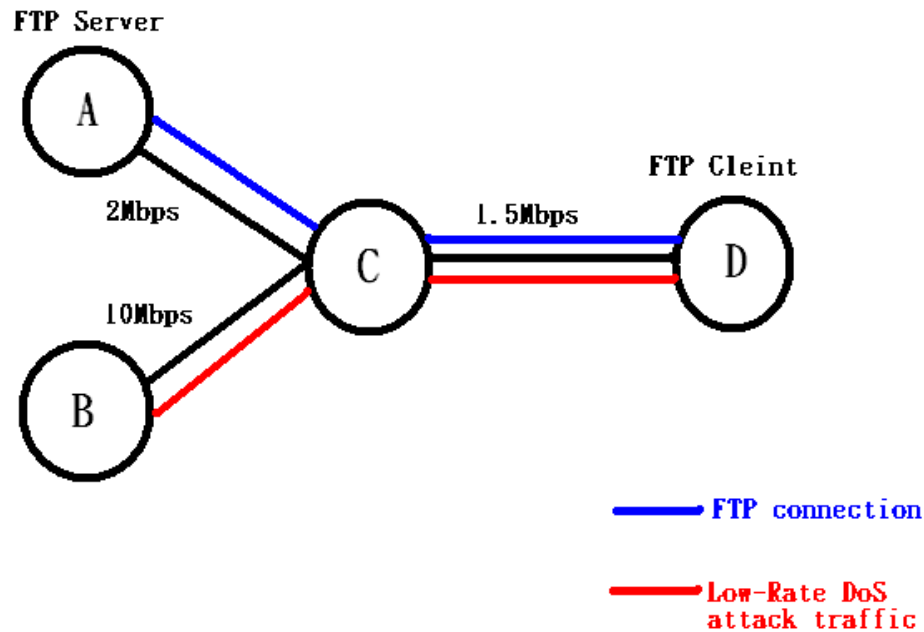 FTP Server
A
FTP Cleint
2Mbps
1.5Mbps
C
D
10Mbps
B
FTP connection
Low-Rate DoS
attack traffic